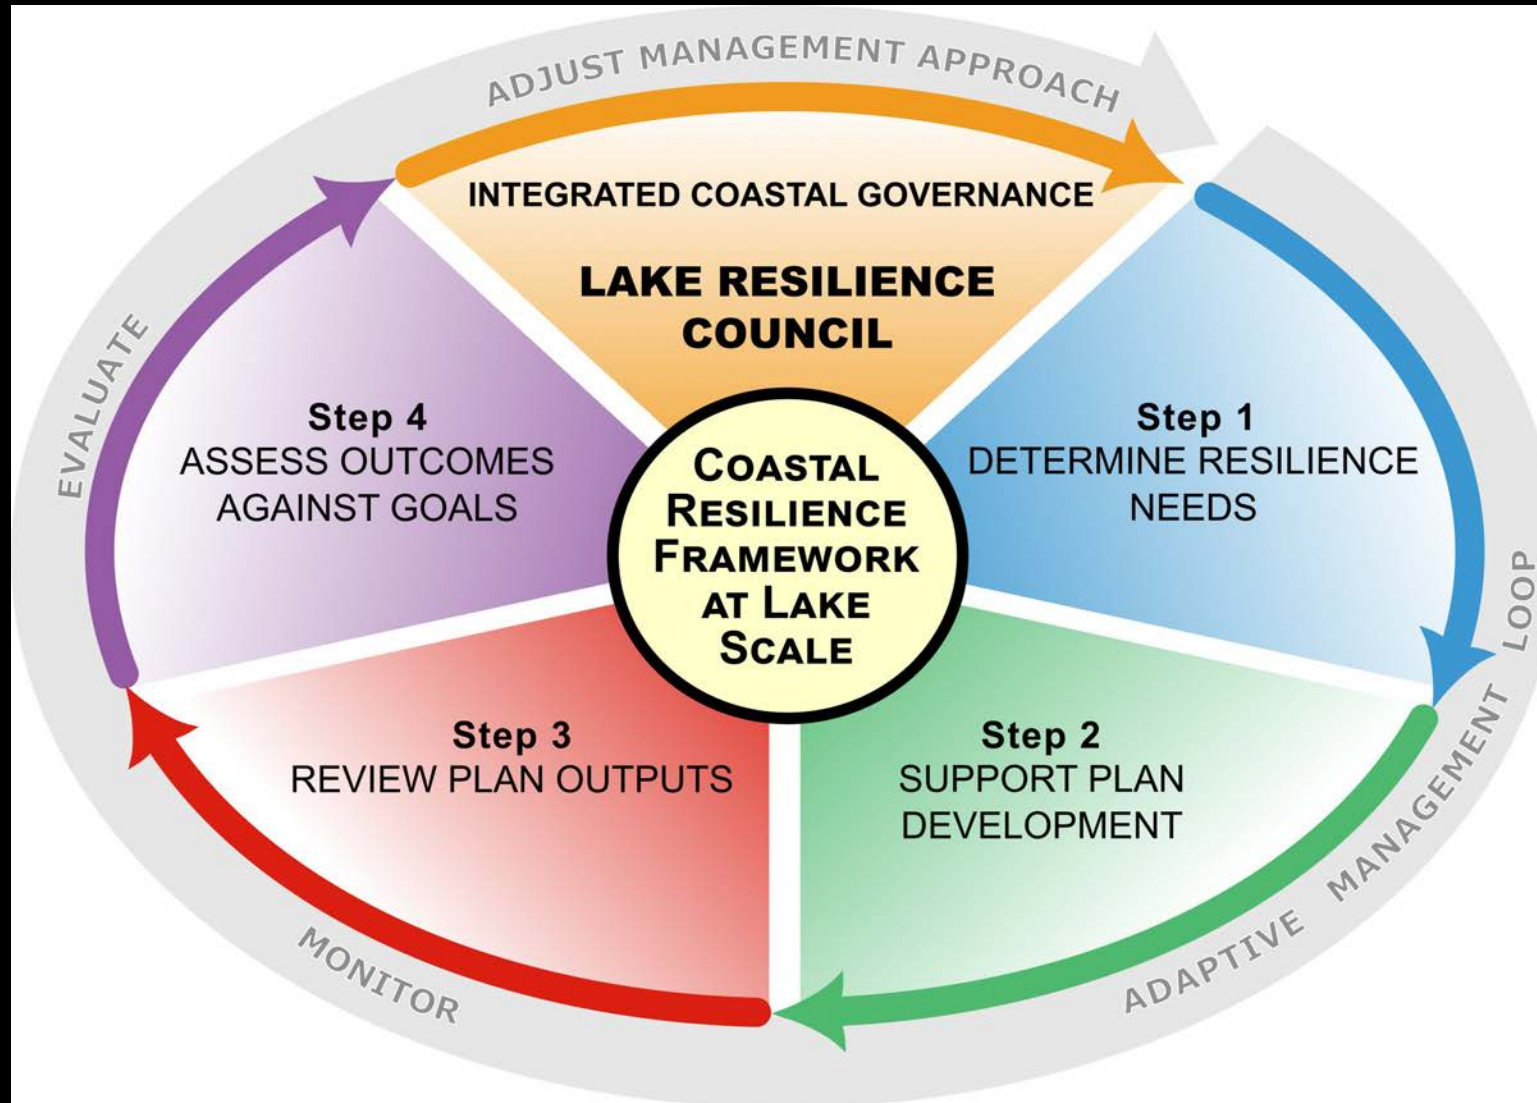 ADJUST MANAGEMENT APPROACH
INTEGRATED COASTAL GOVERNANCE
LAKE RESILIENCE
COUNCIL
Step 1
DETERMINE RESILIENCE
NEEDS
Step 2
SUPPORT PLAN
DEVELOPMENT
Step 3
REVIEW PLAN OUTPUTS
Step 4
ASSESS OUTCOMES
AGAINST GOALS
COASTAL
RESILIENCE
FRAMEWORK
AT LAKE
SCALE
ADAPTIVE MANAGEMENT LOOP
MONITOR
EVALUATE